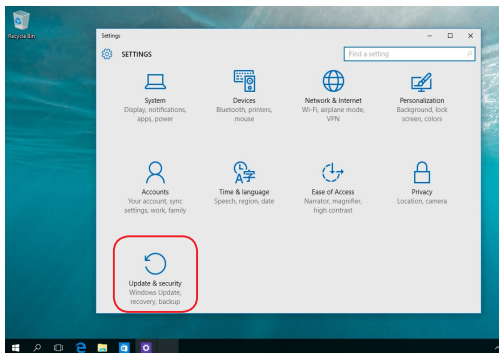 Recycle Bin
Settings
SETTINGS
Find a setting
System
Display, notifications,
apps, power
Devices
Bluetooth, printers,
mouse
Network & Internet
Wi-Fi, airplane mode,
VPN
Personalization
Background, lock
screen, colors
Accounts
Your account, sync
settings, work, family
Time & language
Speech, region, date
Ease of Access
Narrator, magnifier,
high contrast
Privacy
Location, camera
Update & security
Windows Update,
recovery, backup